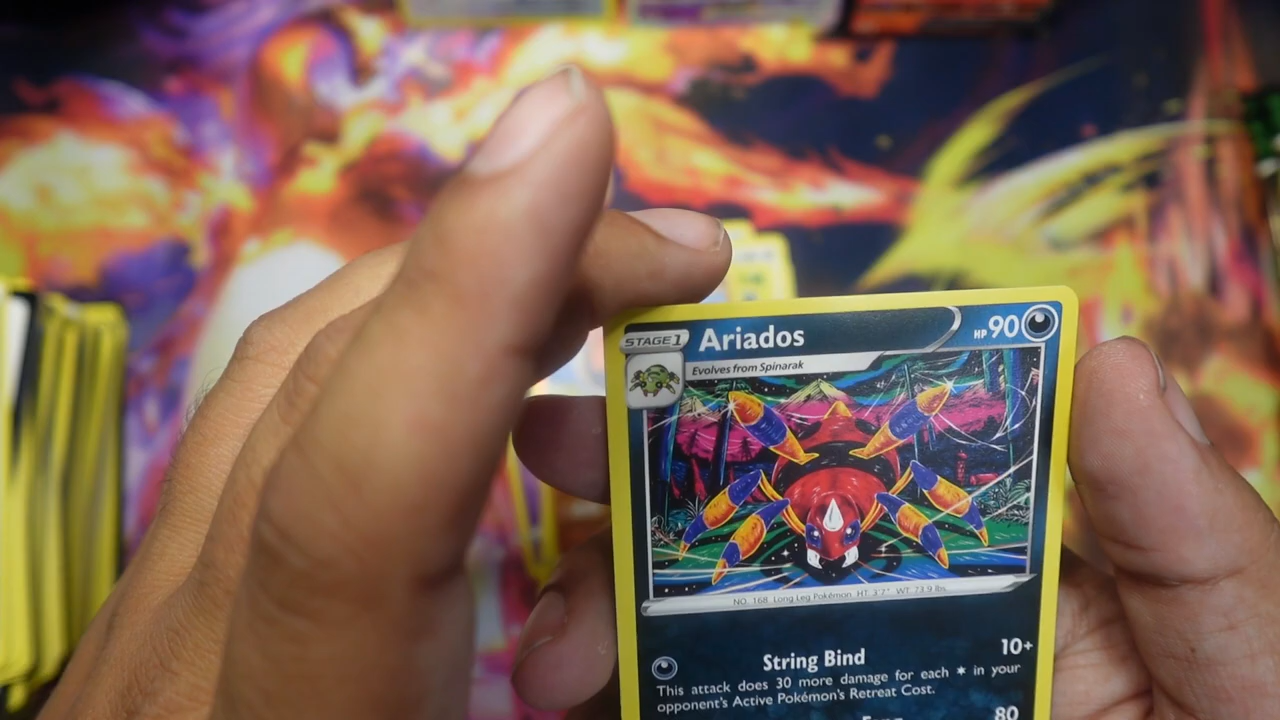 STAGE 1 Ariados HP 90
Evolves from Spinarak
NO. 168 Long Leg Pokémon HT: 3'7" WT: 73.9 lbs.
String Bind 10+
This attack does 30 more damage for each ✶ in your
opponent's Active Pokémon's Retreat Cost.
Fang 80